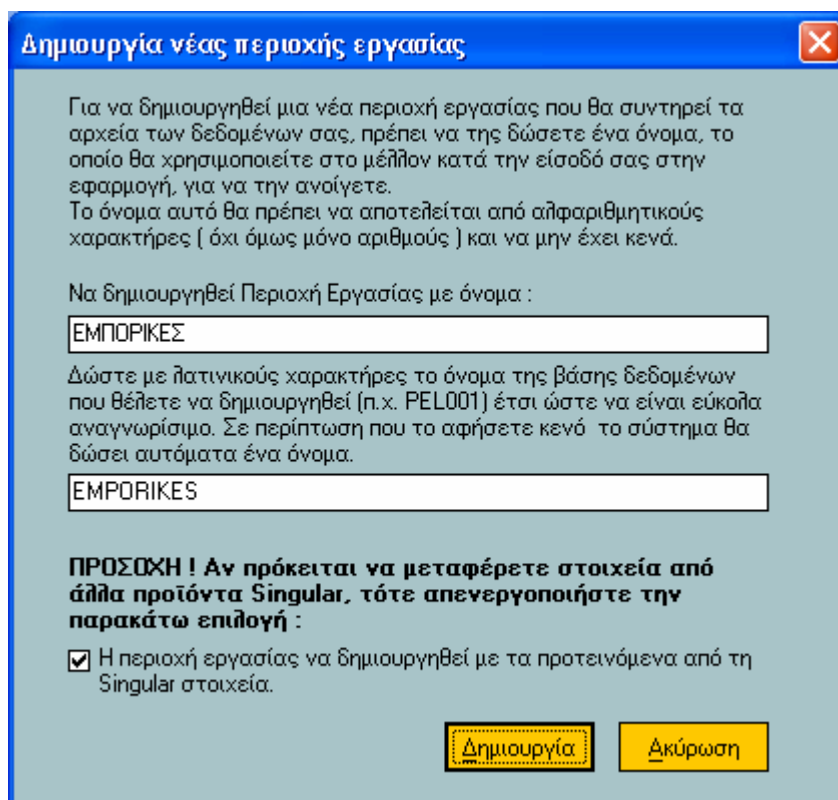 Δημιουργία νέας περιοχής εργασίας
Για να δημιουργηθεί μια νέα περιοχή εργασίας που θα συντηρεί τα
αρχεία των δεδομένων σας, πρέπει να της δώσετε ένα όνομα, το
οποίο θα χρησιμοποιείτε στο μέλλον κατά την είσοδό σας στην
εφαρμογή, για να την ανοίγετε.
Το όνομα αυτό θα πρέπει να αποτελείται από αλφαριθμητικούς
χαρακτήρες ( όχι όμως μόνο αριθμούς ) και να μην έχει κενά.
Να δημιουργηθεί Περιοχή Εργασίας με όνομα :
ΕΜΠΟΡΙΚΕΣ
Δώστε με λατινικούς χαρακτήρες το όνομα της βάσης δεδομένων
που θέλετε να δημιουργηθεί (π.χ. PEL001) έτσι ώστε να είναι εύκολα
αναγνωρίσιμο. Σε περίπτωση που το αφήσετε κενό το σύστημα θα
δώσει αυτόματα ένα όνομα.
EMPORIKES
ΠΡΟΣΟΧΗ ! Αν πρόκειται να μεταφέρετε στοιχεία από
άλλα προϊόντα Singular, τότε απενεργοποιήστε την
παρακάτω επιλογή :
Η περιοχή εργασίας να δημιουργηθεί με τα προτεινόμενα από τη
Singular στοιχεία.
Δημιουργία Ακύρωση